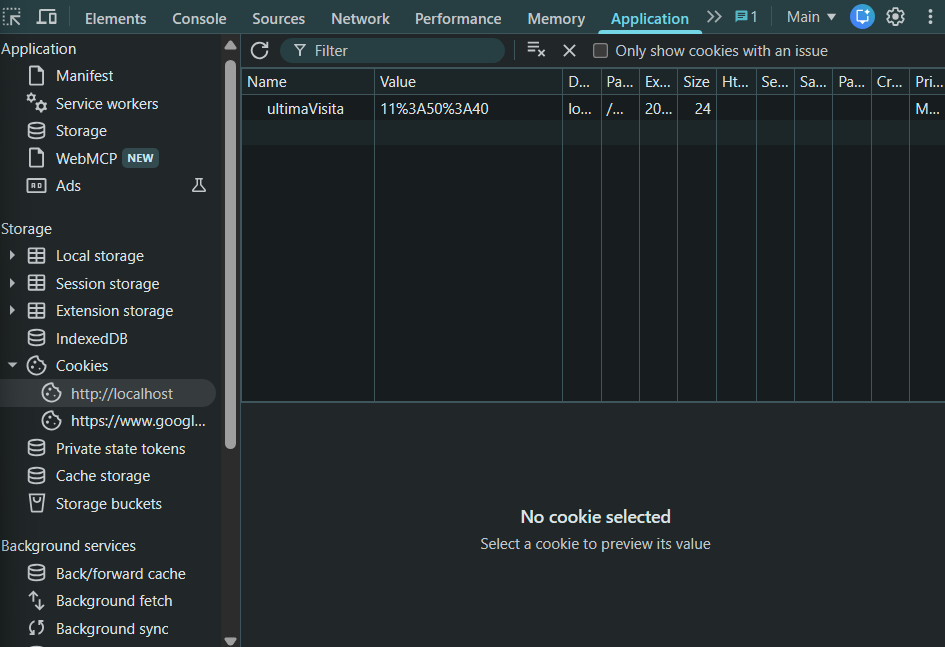 Elements Console Sources Network Performance Memory Application 1 Main
Application
Manifest
Service workers
Storage
WebMCP NEW
Ads
Storage
Local storage
Session storage
Extension storage
IndexedDB
Cookies
http://localhost
https://www.googl...
Private state tokens
Cache storage
Storage buckets
Background services
Back/forward cache
Background fetch
Background sync
Filter Only show cookies with an issue
Name Value D... Pa... Ex... Size Ht... Se... Sa... Pa... Cr... Pri...
ultimaVisita 11%3A50%3A40 lo... /... 20... 24 M...
No cookie selected
Select a cookie to preview its value